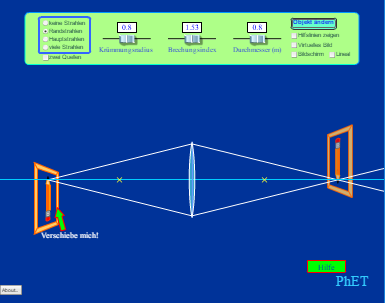 keine Strahlen
Randstrahlen
Hauptstrahlen
viele Strahlen
zwei Quellen
0.8
Krümmungsradius
1.53
Brechungsindex
0.8
Durchmesser (m)
Objekt ändern
Hilfslinien zeigen
Virtuelles Bild
Bildschirm
Lineal
Verschiebe mich!
Hilfe
PhET
About...